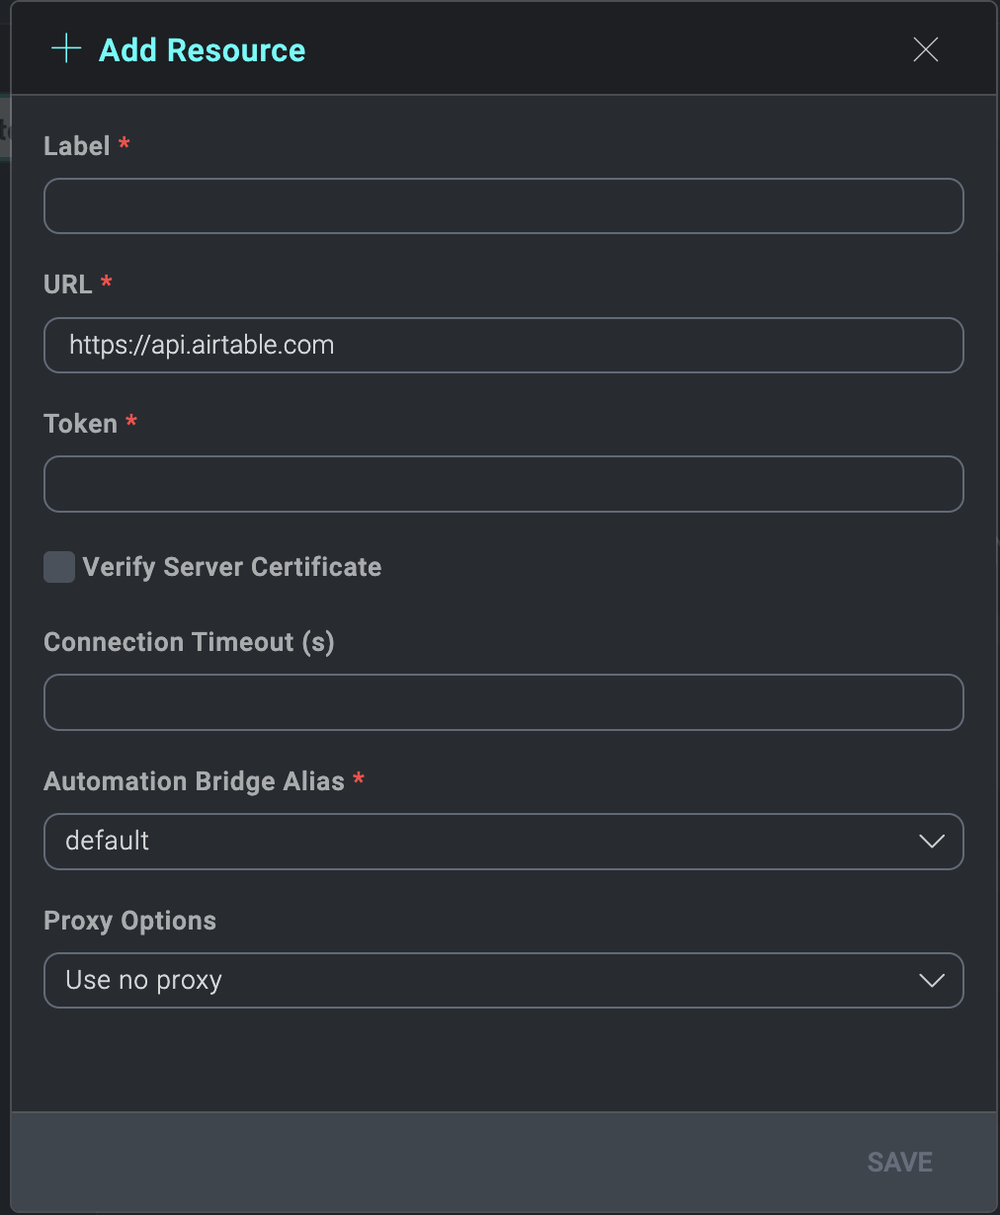 Add Resource
Label *
URL *
https://api.airtable.com
Token *
Verify Server Certificate
Connection Timeout (s)
Automation Bridge Alias *
default
Proxy Options
Use no proxy
SAVE